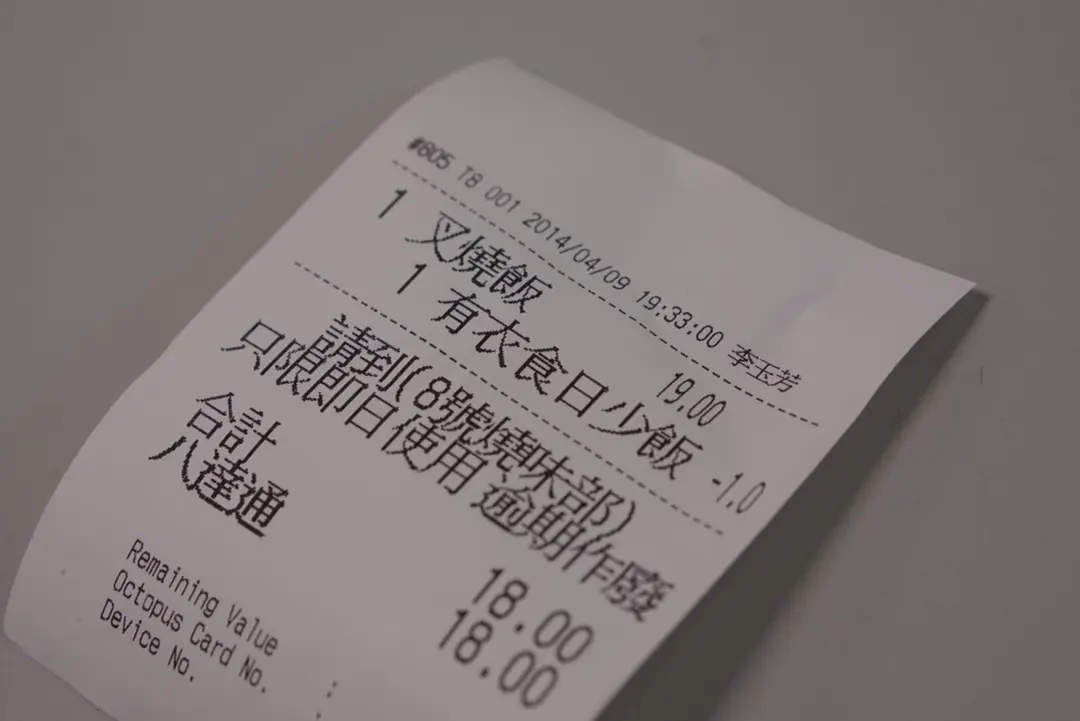 #805 T8 001 2014/04/09 19:33:00 李玉芳
1 叉燒飯 19.00
1 有衣食日少飯 -1.0
請到(8號燒味部)
只限即日使用 逾期作廢
合計 18.00
八達通 18.00
Remaining Value
Octopus Card No. :
Device No. :